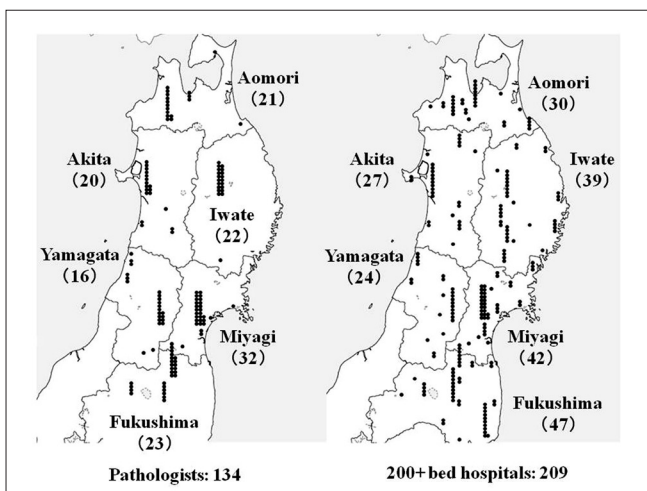 Aomori
(21)
Akita
(20)
Iwate
(22)
Yamagata
(16)
Miyagi
(32)
Fukushima
(23)
Pathologists: 134
Aomori
(30)
Akita
(27)
Iwate
(39)
Yamagata
(24)
Miyagi
(42)
Fukushima
(47)
200+ bed hospitals: 209